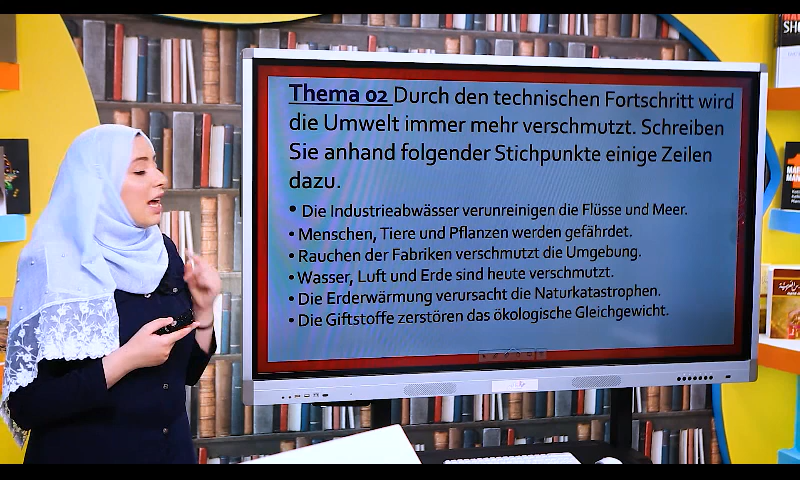 Thema 02 Durch den technischen Fortschritt wird
die Umwelt immer mehr verschmutzt. Schreiben
Sie anhand folgender Stichpunkte einige Zeilen
dazu.
• Die Industrieabwässer verunreinigen die Flüsse und Meer.
• Menschen, Tiere und Pflanzen werden gefährdet.
• Rauchen der Fabriken verschmutzt die Umgebung.
• Wasser, Luft und Erde sind heute verschmutzt.
• Die Erderwärmung verursacht die Naturkatastrophen.
• Die Giftstoffe zerstören das ökologische Gleichgewicht.